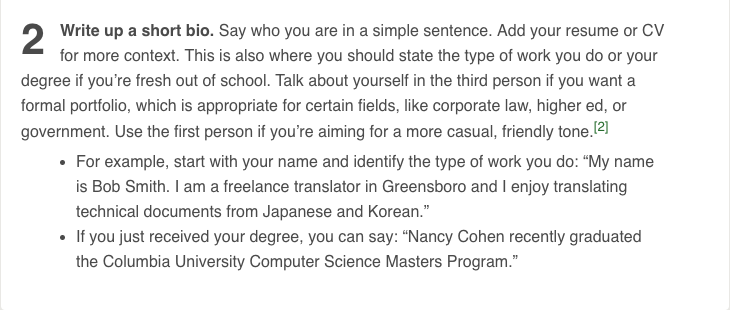 2 Write up a short bio. Say who you are in a simple sentence. Add your resume or CV
for more context. This is also where you should state the type of work you do or your
degree if you’re fresh out of school. Talk about yourself in the third person if you want a
formal portfolio, which is appropriate for certain fields, like corporate law, higher ed, or
government. Use the first person if you’re aiming for a more casual, friendly tone.[2]
• For example, start with your name and identify the type of work you do: “My name
is Bob Smith. I am a freelance translator in Greensboro and I enjoy translating
technical documents from Japanese and Korean.”
• If you just received your degree, you can say: “Nancy Cohen recently graduated
the Columbia University Computer Science Masters Program.”